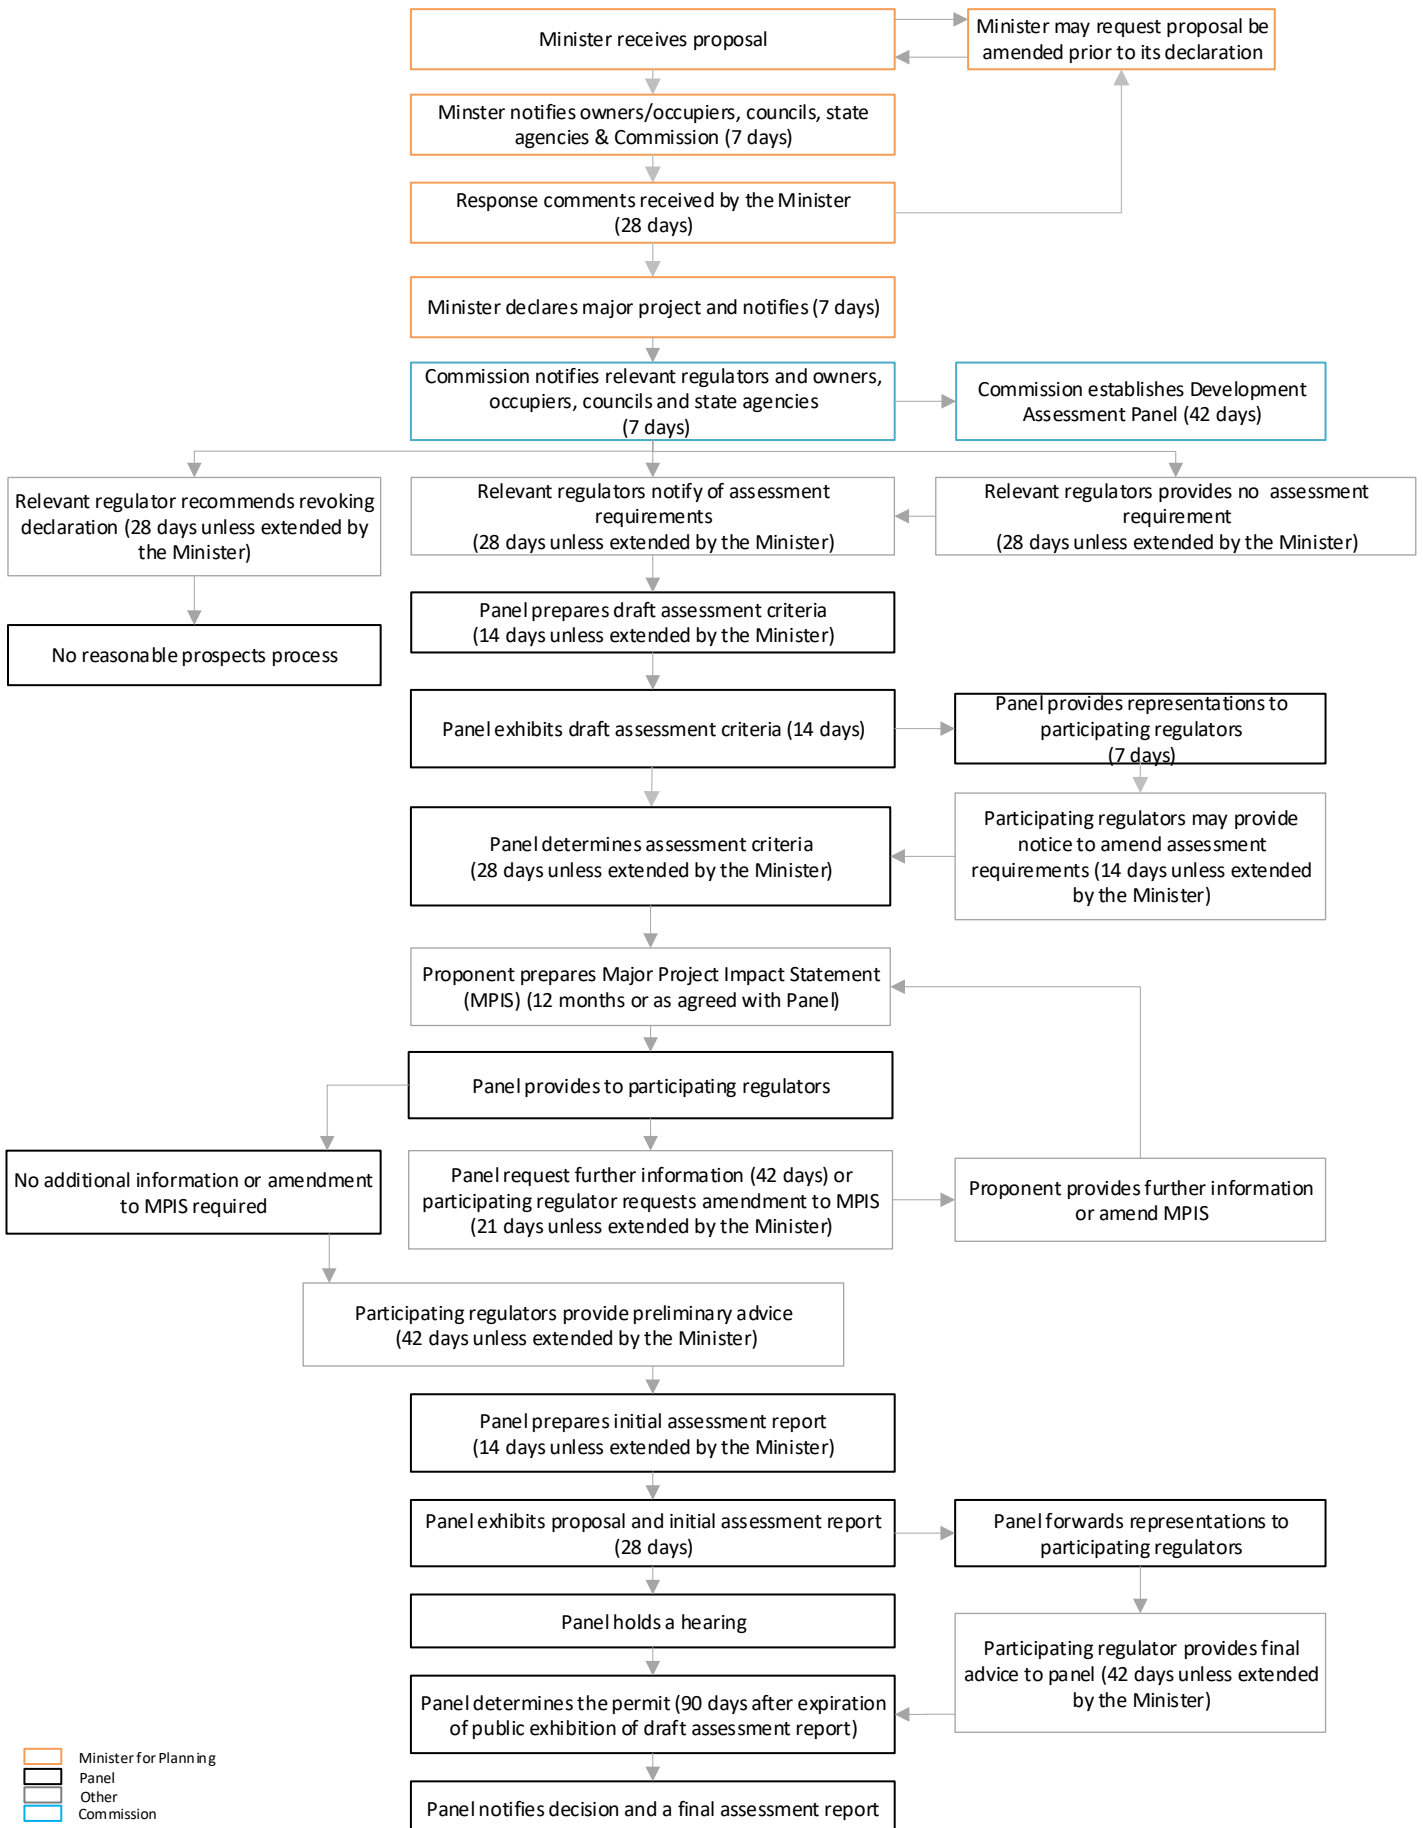 Minister receives proposal
Minister may request proposal be
amended prior to its declaration
Minster notifies owners/occupiers, councils, state
agencies & Commission (7 days)
Response comments received by the Minister
(28 days)
Minister declares major project and notifies (7 days)
Commission notifies relevant regulators and owners,
occupiers, councils and state agencies
(7 days)
Commission establishes Development
Assessment Panel (42 days)
Relevant regulator recommends revoking
declaration (28 days unless extended by
the Minister)
Relevant regulators notify of assessment
requirements
(28 days unless extended by the Minister)
Relevant regulators provides no assessment
requirement
(28 days unless extended by the Minister)
No reasonable prospects process
Panel prepares draft assessment criteria
(14 days unless extended by the Minister)
Panel exhibits draft assessment criteria (14 days)
Panel provides representations to
participating regulators
(7 days)
Panel determines assessment criteria
(28 days unless extended by the Minister)
Participating regulators may provide
notice to amend assessment
requirements (14 days unless extended
by the Minister)
Proponent prepares Major Project Impact Statement
(MPIS) (12 months or as agreed with Panel)
Panel provides to participating regulators
No additional information or amendment
to MPIS required
Panel request further information (42 days) or
participating regulator requests amendment to MPIS
(21 days unless extended by the Minister)
Proponent provides further information
or amend MPIS
Participating regulators provide preliminary advice
(42 days unless extended by the Minister)
Panel prepares initial assessment report
(14 days unless extended by the Minister)
Panel exhibits proposal and initial assessment report
(28 days)
Panel forwards representations to
participating regulators
Panel holds a hearing
Participating regulator provides final
advice to panel (42 days unless extended
by the Minister)
Panel determines the permit (90 days after expiration
of public exhibition of draft assessment report)
Panel notifies decision and a final assessment report
Minister for Planning
Panel
Other
Commission